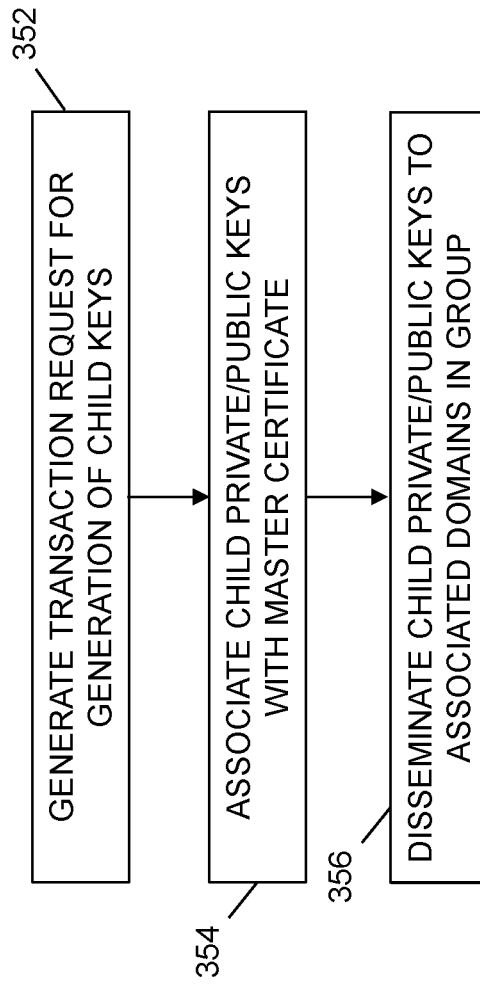 352
GENERATE TRANSACTION REQUEST FOR
GENERATION OF CHILD KEYS
354
ASSOCIATE CHILD PRIVATE/PUBLIC KEYS
WITH MASTER CERTIFICATE
356
DISSEMINATE CHILD PRIVATE/PUBLIC KEYS TO
ASSOCIATED DOMAINS IN GROUP